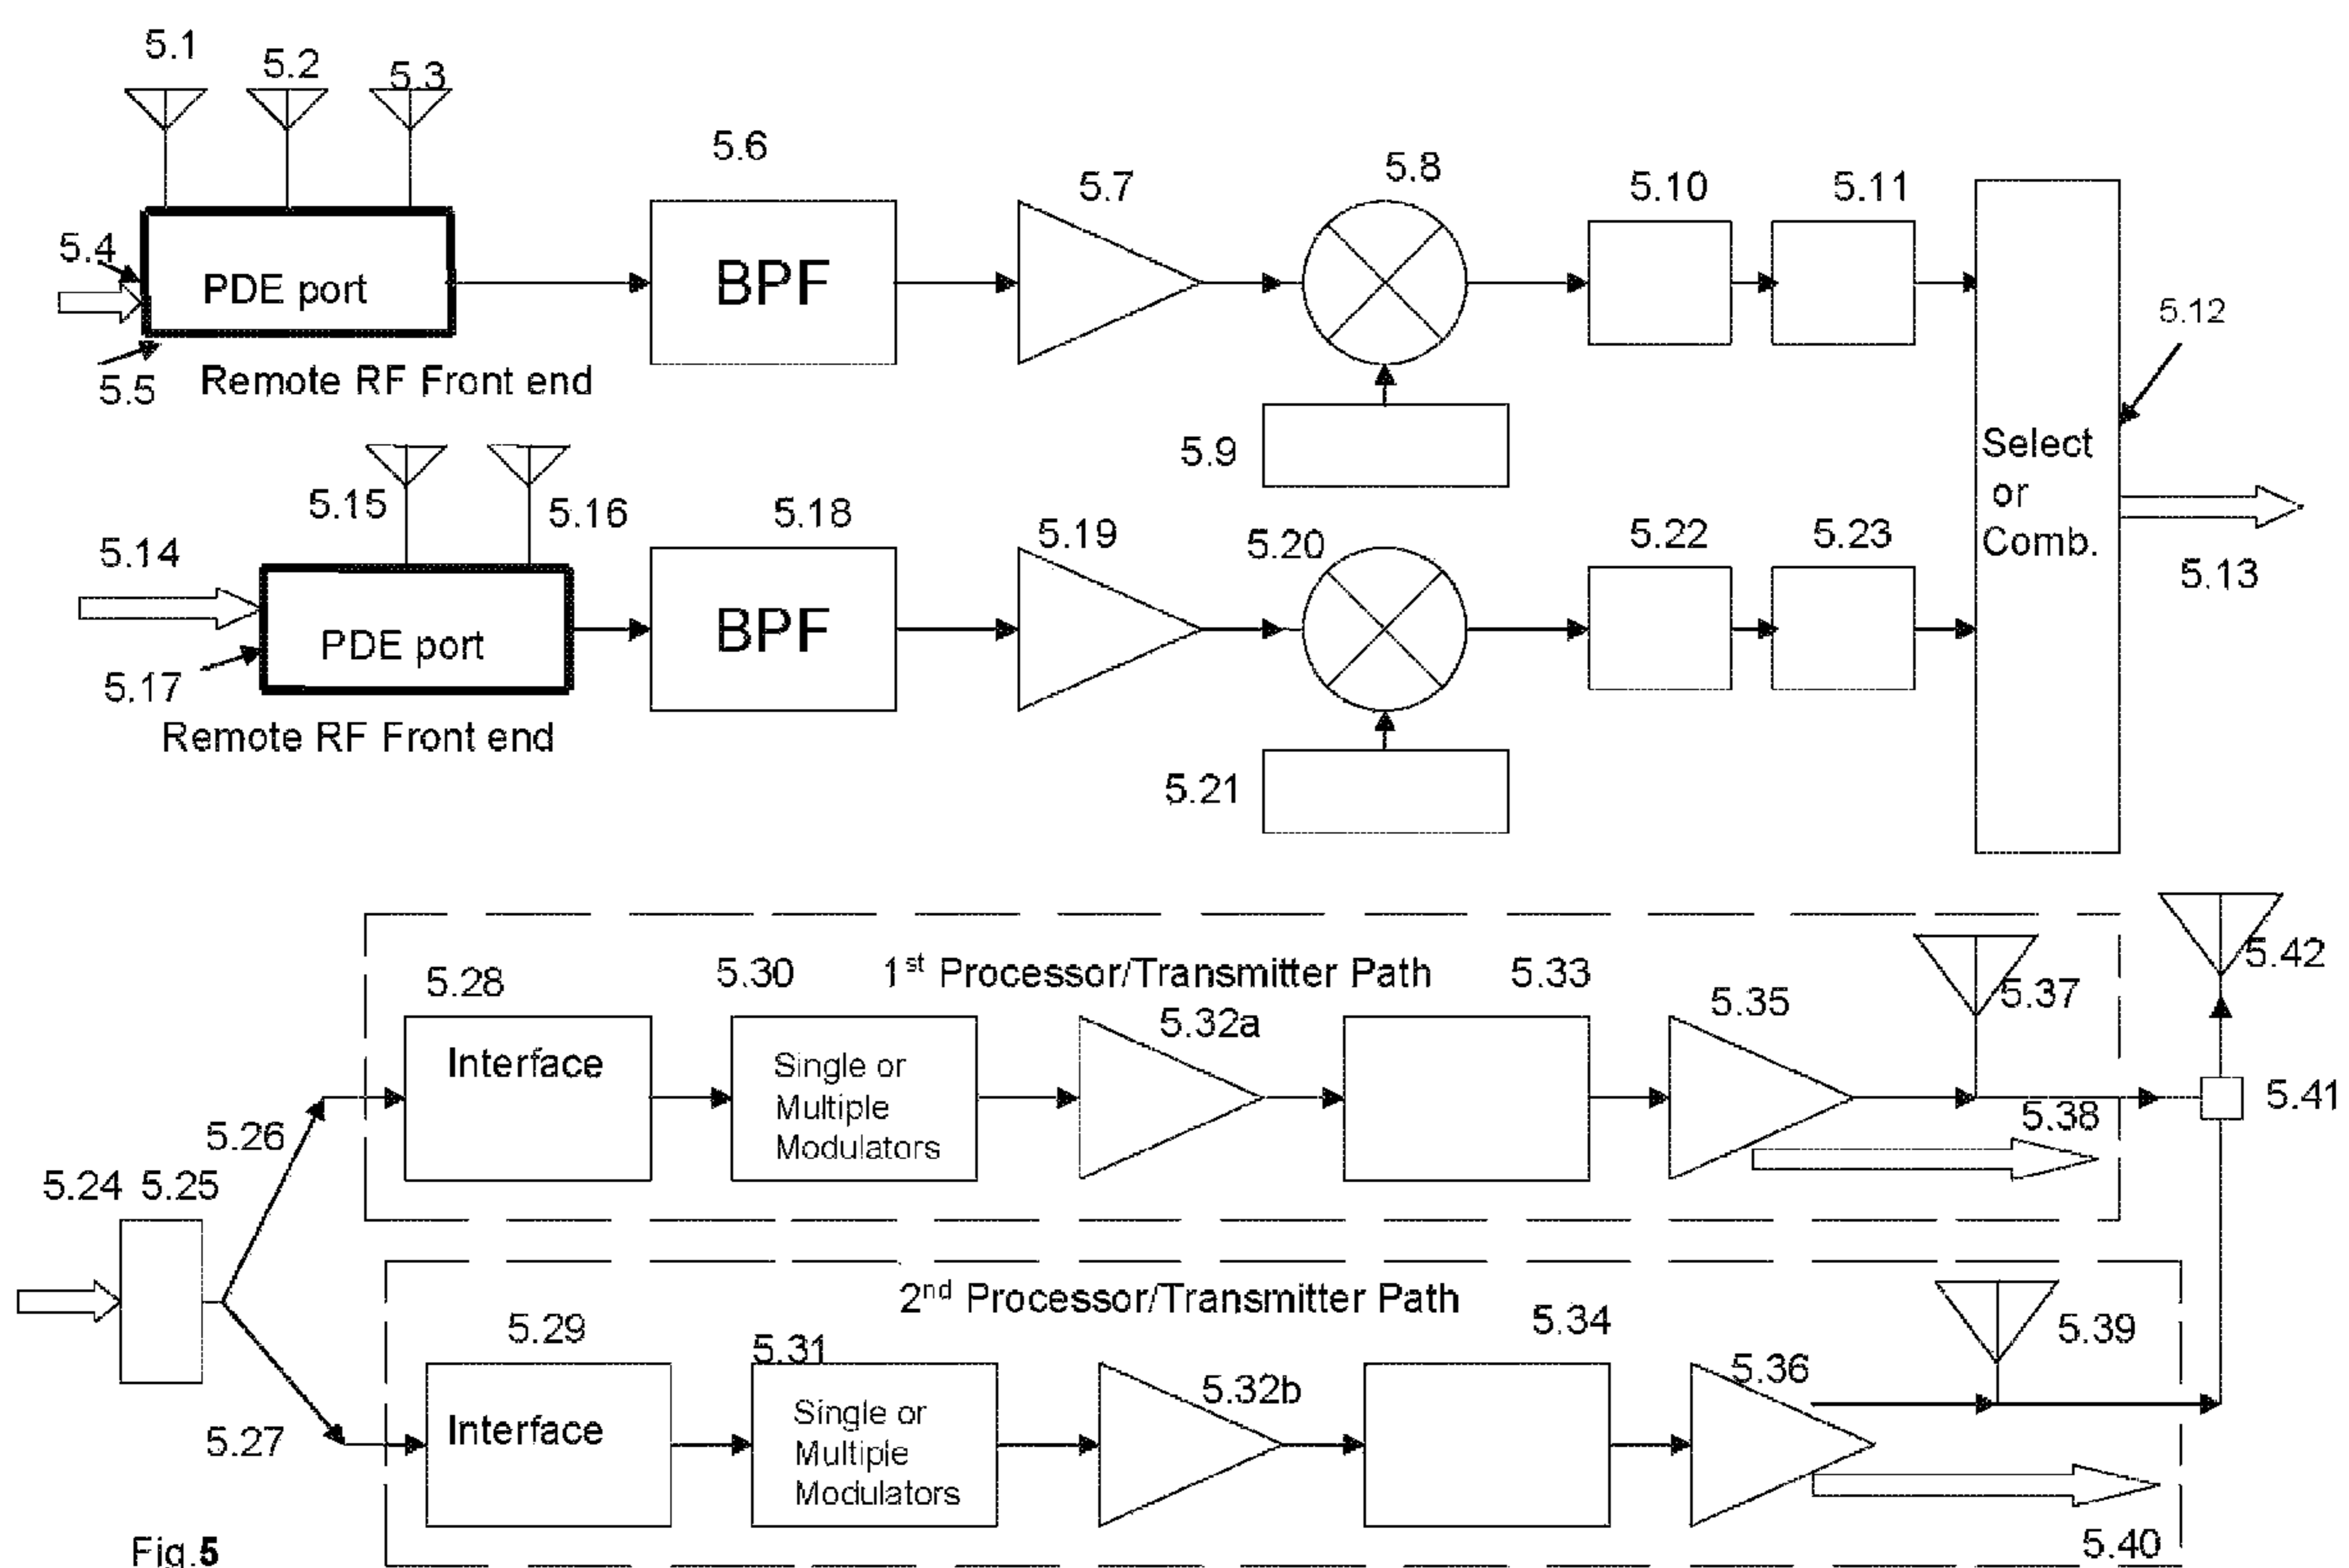 5.1
5.2
5.3
5.4
PDE port
5.5
Remote RF Front end
5.6
BPF
5.7
5.8
5.9
5.10
5.11
5.12
Select
or
Comb.
5.13
5.14
5.15
5.16
PDE port
5.17
Remote RF Front end
5.18
BPF
5.19
5.20
5.21
5.22
5.23
5.24
5.25
5.26
5.27
1st Processor/Transmitter Path
5.28
Interface
5.30
Single or
Multiple
Modulators
5.32a
5.33
5.35
5.37
5.38
5.41
5.42
2nd Processor/Transmitter Path
5.29
Interface
5.31
Single or
Multiple
Modulators
5.32b
5.34
5.36
5.39
5.40
Fig.5